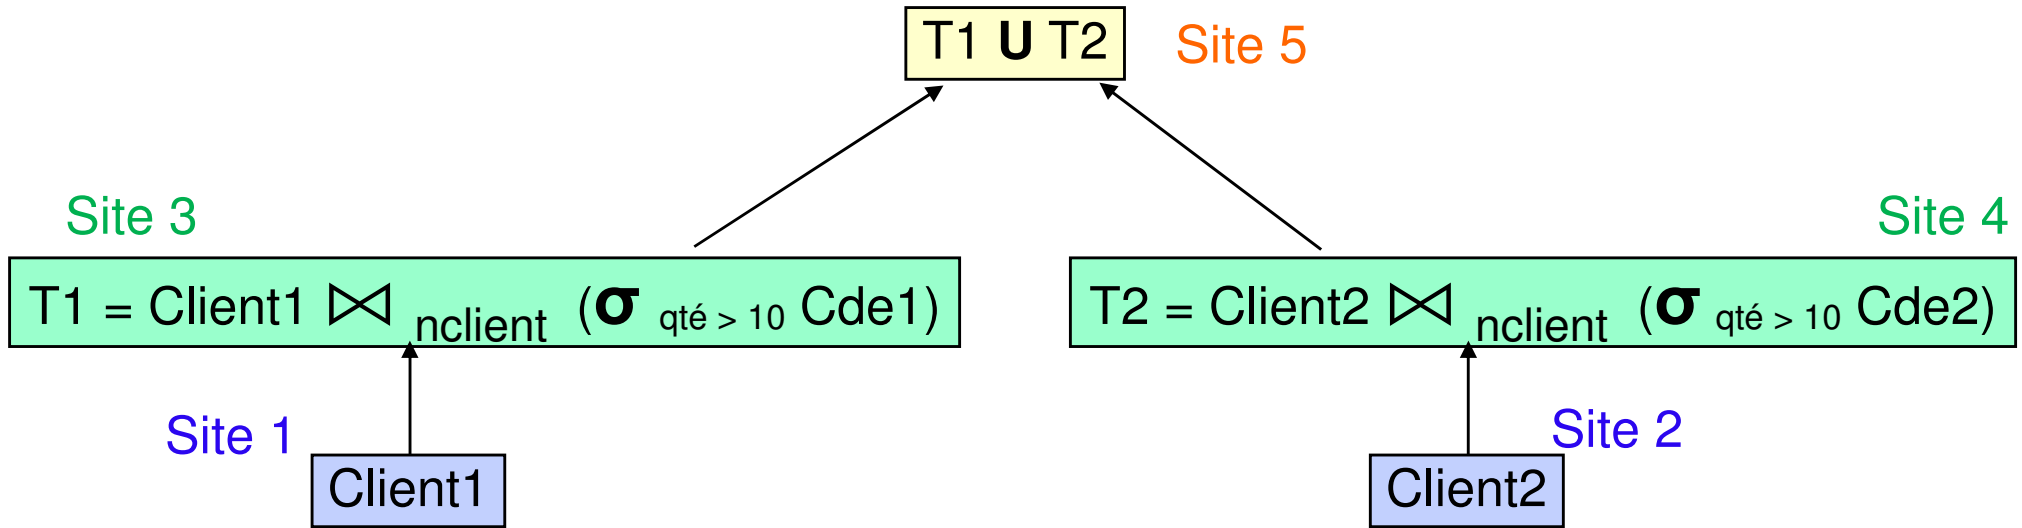 T1 U T2
Site 5
Site 3
Site 4
T1 = Client1 ⋈ nclient (σ qté > 10 Cde1)
T2 = Client2 ⋈ nclient (σ qté > 10 Cde2)
Site 1
Site 2
Client1
Client2